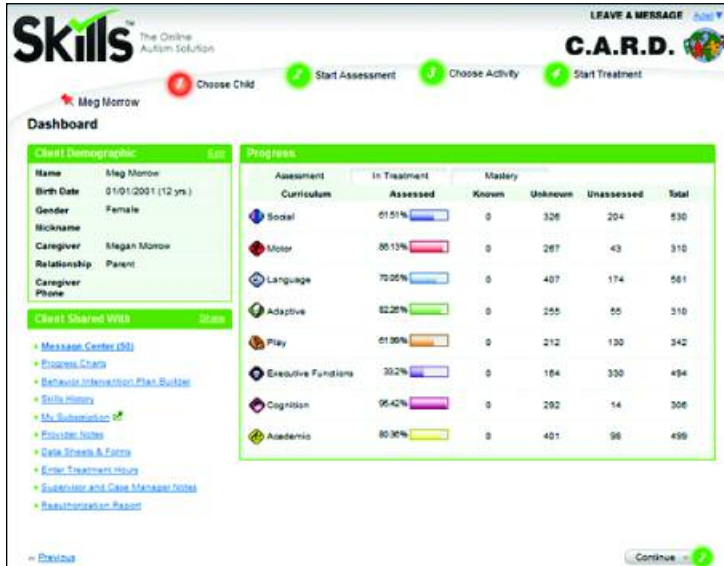 LEAVE A MESSAGE
Skills™ The Online
Autism Solution
C.A.R.D.
1 Choose Child
2 Start Assessment
3 Choose Activity
4 Start Treatment
Meg Morrow
Dashboard
Client Demographic Edit
Name Meg Morrow
Birth Date 01/01/2001 (12 yrs.)
Gender Female
Nickname
Caregiver Megan Morrow
Relationship Parent
Caregiver
Phone
Client Shared With Share
Message Center (50)
Progress Charts
Behavior Intervention Plan Builder
Skills History
My Subscription
Provider Notes
Data Sheets & Forms
Enter Treatment Hours
Supervisor and Case Manager Notes
Reauthorization Report
Progress
Assessment In Treatment Mastery
Curriculum Assessed Known Unknown Unassessed Total
Social 61.51% 0 326 204 530
Motor 86.13% 0 267 43 310
Language 70.05% 0 407 174 581
Adaptive 82.26% 0 255 55 310
Play 61.99% 0 212 130 342
Executive Functions 33.2% 0 164 330 494
Cognition 95.42% 0 292 14 306
Academic 80.36% 0 401 98 499
« Previous
Continue